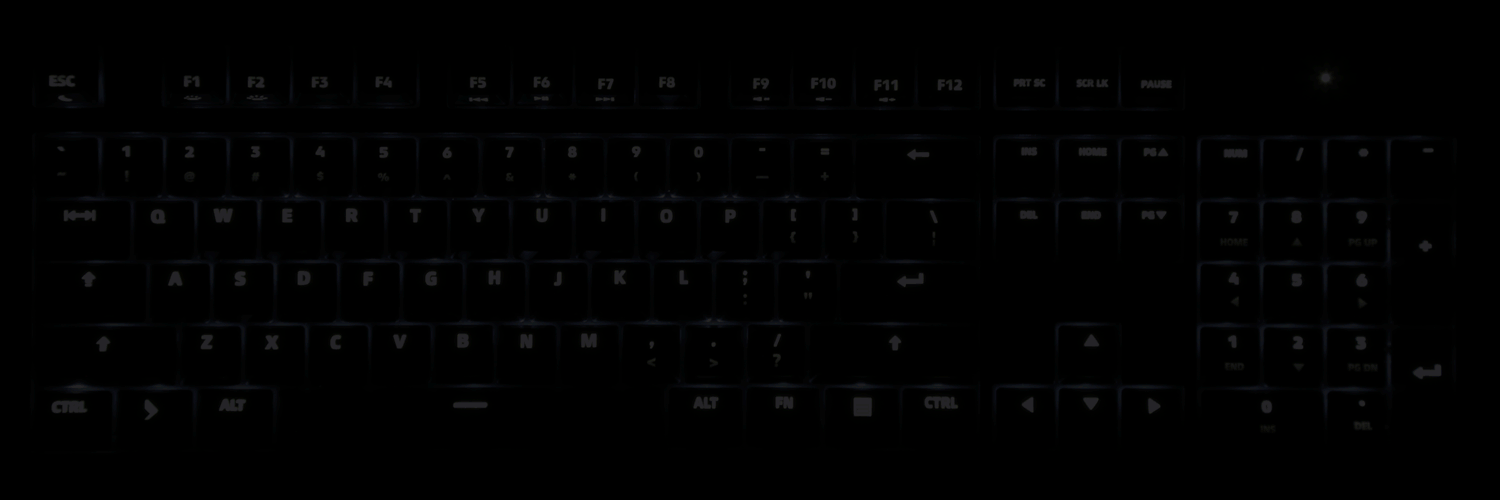 ESC F1 F2 F3 F4 F5 F6 F7 F8 F9 F10 F11 F12 PRT SC SCR LK PAUSE
` 1 2 3 4 5 6 7 8 9 0 - = INS HOME PG▲ NUM / * -
~ ! @ # $ % ^ & * ( ) — +
Q W E R T Y U I O P [ ] \ DEL END PG▼ 7 8 9 +
{ } | HOME ▲ PG UP
A S D F G H J K L ; ' 4 5 6
: " ◀ ▶
Z X C V B N M , . / ▲ 1 2 3
< > ? END ▼ PG DN
CTRL ALT ALT FN CTRL ◀ ▼ ▶ 0 .
INS DEL